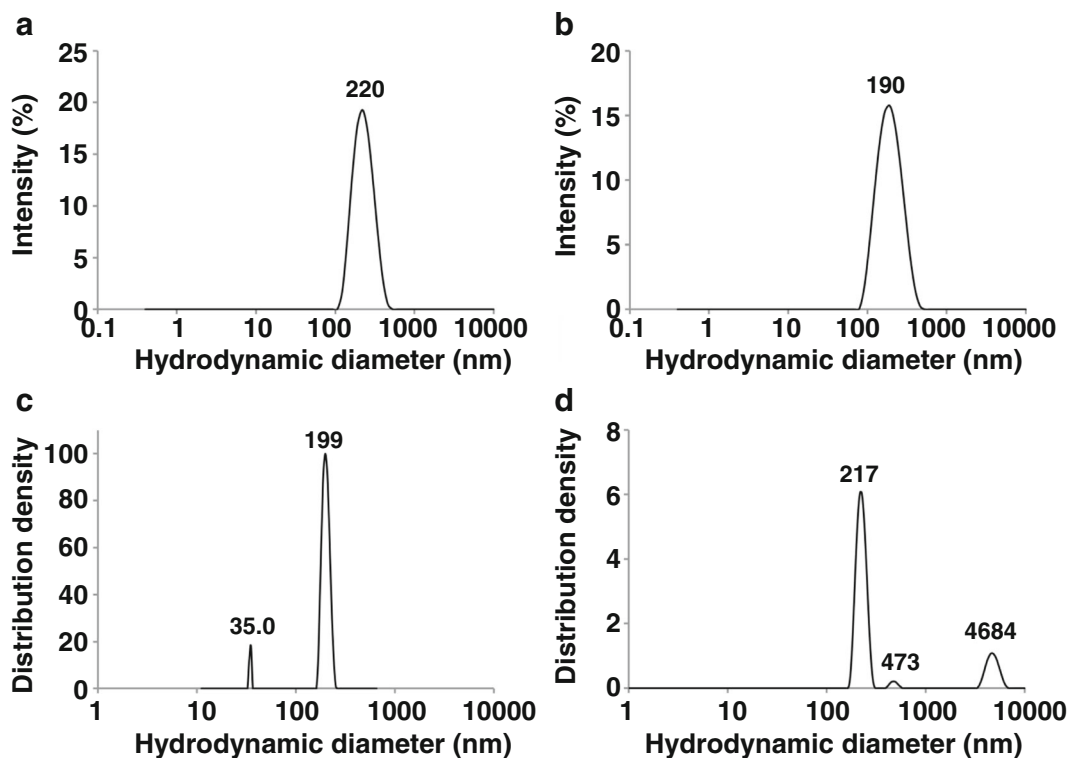 a
Intensity (%)
25
20
15
10
5
0
220
0.1 1 10 100 1000 10000
Hydrodynamic diameter (nm)
b
Intensity (%)
20
15
10
5
0
190
0.1 1 10 100 1000 10000
Hydrodynamic diameter (nm)
c
Distribution density
100
80
60
40
20
0
35.0
199
1 10 100 1000 10000
Hydrodynamic diameter (nm)
d
Distribution density
8
6
4
2
0
217
473
4684
1 10 100 1000 10000
Hydrodynamic diameter (nm)